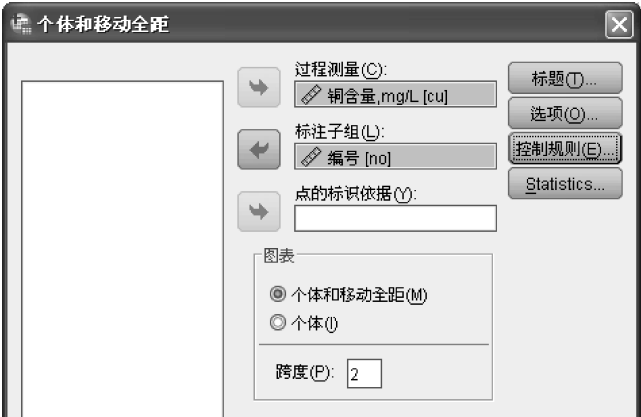 个体和移动全距
过程测量(C):
铜含量,mg/L [cu]
标注子组(L):
编号 [no]
点的标识依据(Y):
标题(T)...
选项(O)...
控制规则(E)...
Statistics...
图表
个体和移动全距(M)
个体(I)
跨度(P): 2